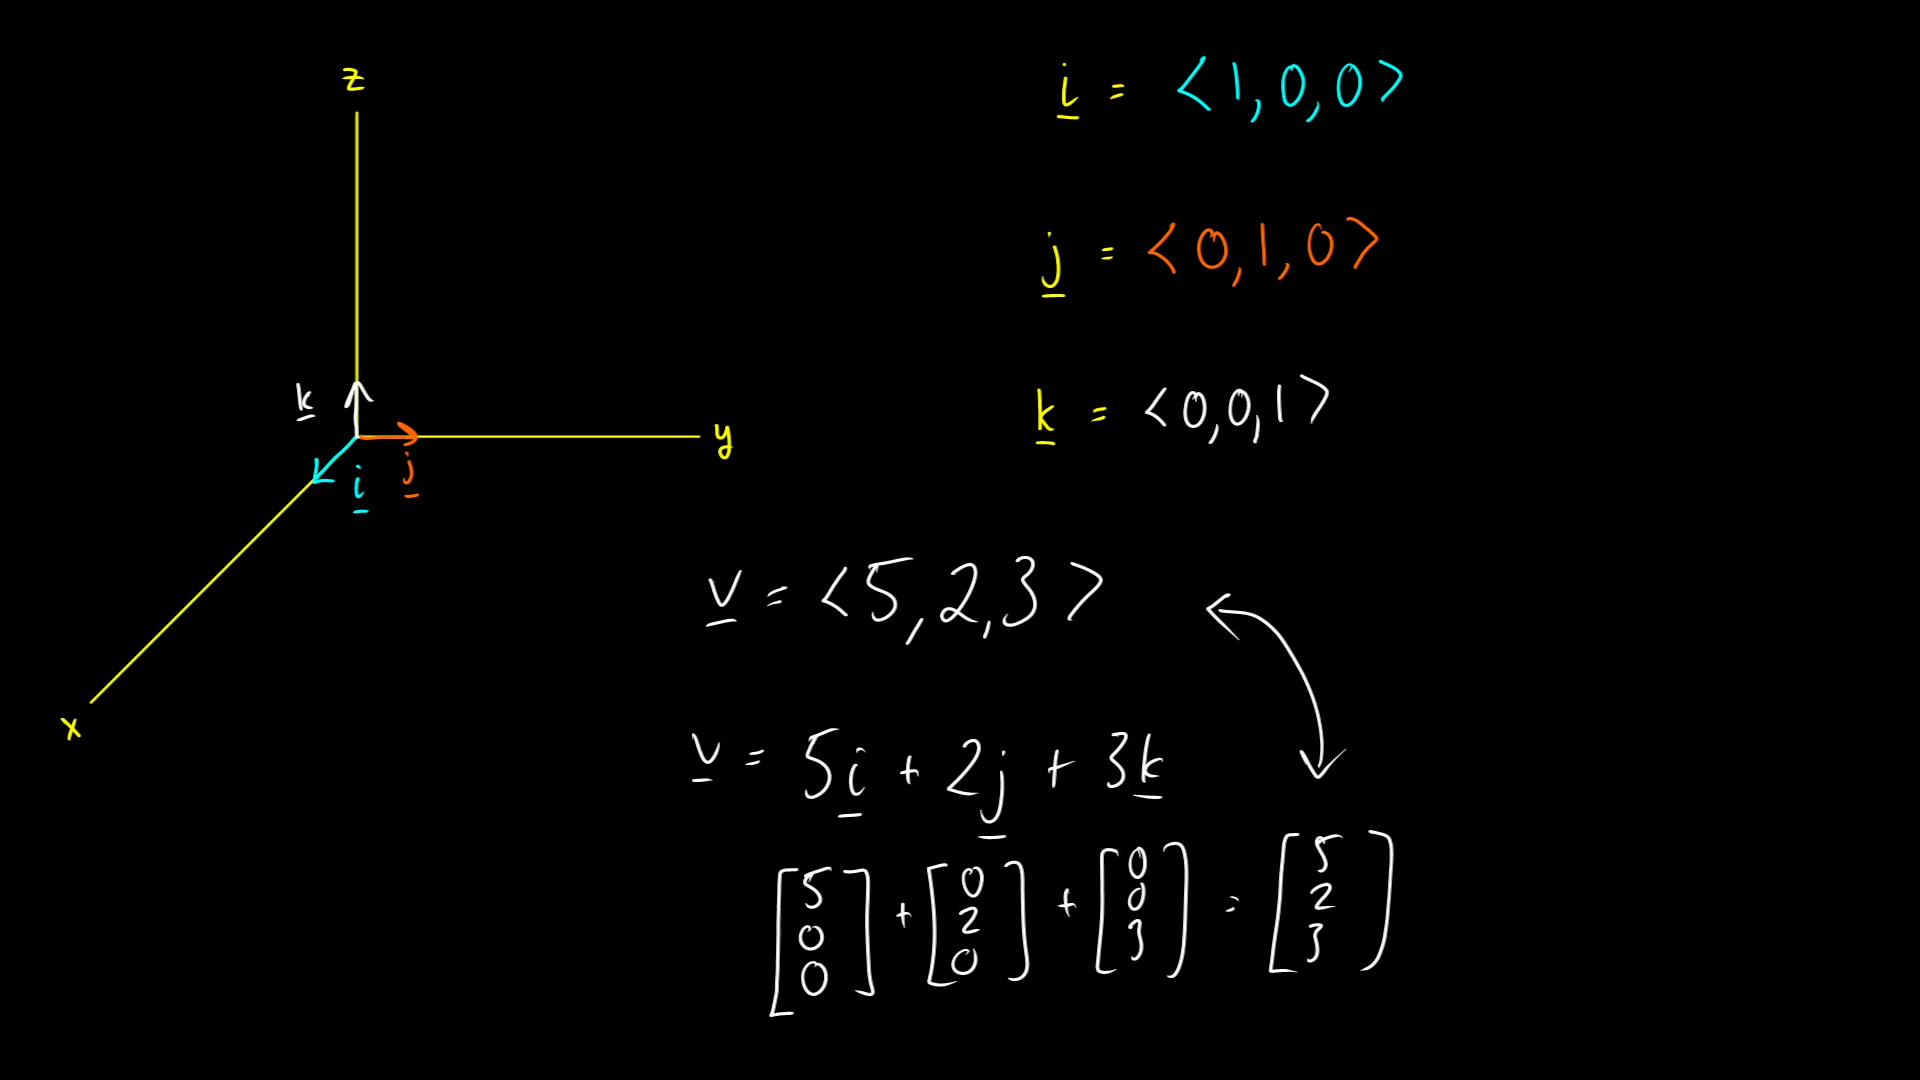 z
k
i
j
y
x
i = <1,0,0>
j = <0,1,0>
k = <0,0,1>
v = <5,2,3>
v = 5i + 2j + 3k
[5 0 0] + [0 2 0] + [0 0 3] = [5 2 3]